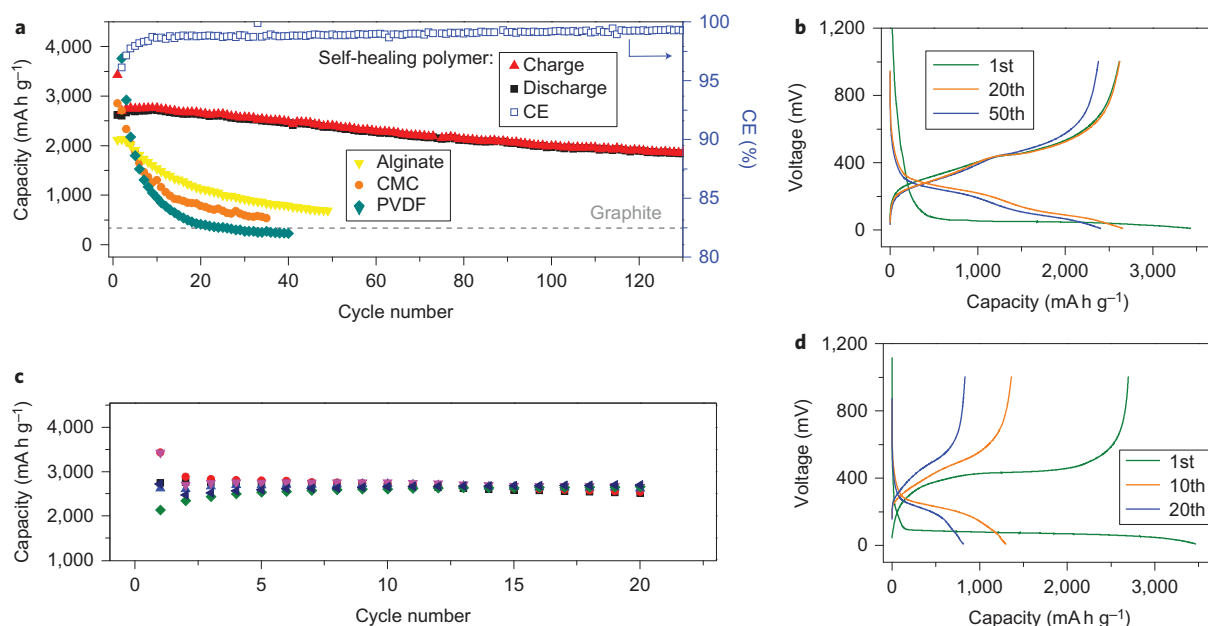 a
4,000
3,000
2,000
1,000
0
Capacity (mA h g⁻¹)
0
20
40
60
80
100
120
Cycle number
100
95
90
85
80
CE (%)
Self-healing polymer:
Charge
Discharge
CE
Alginate
CMC
PVDF
Graphite
b
1,200
800
400
0
Voltage (mV)
1st
20th
50th
0
1,000
2,000
3,000
Capacity (mA h g⁻¹)
c
4,000
3,000
2,000
1,000
Capacity (mA h g⁻¹)
0
5
10
15
20
Cycle number
d
1,200
800
400
0
Voltage (mV)
1st
10th
20th
0
1,000
2,000
3,000
Capacity (mA h g⁻¹)